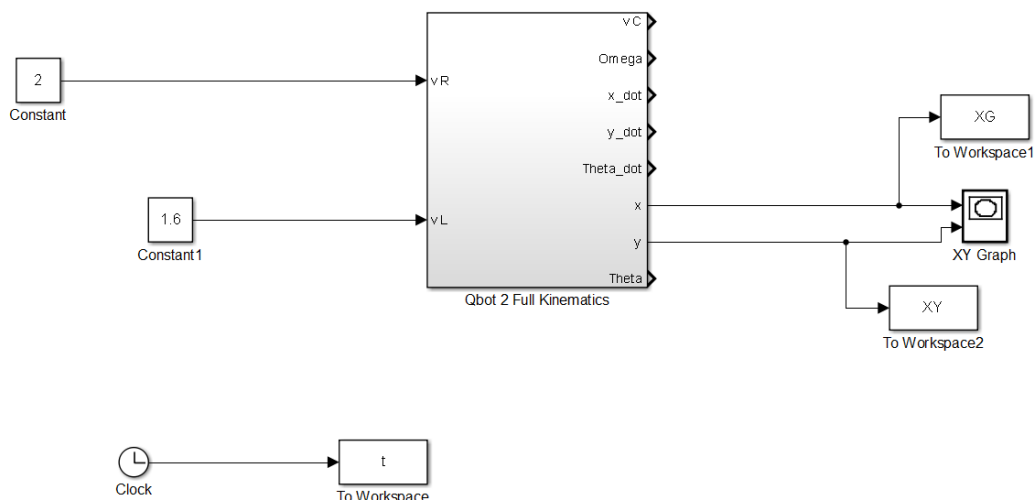 vC
Omega
2
vR
x_dot
Constant
XG
y_dot
To Workspace1
Theta_dot
x
1.6
vL
y
Constant1
XY Graph
Theta
Qbot 2 Full Kinematics
XY
To Workspace2
t
Clock
To Workspace